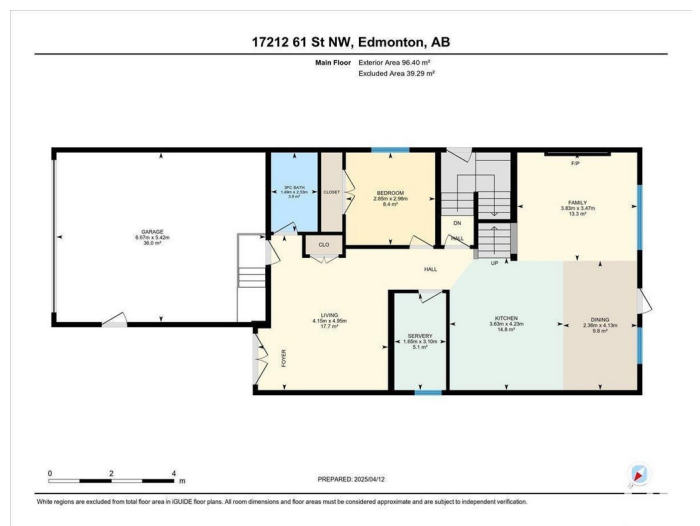 17212 61 St NW, Edmonton, AB
Main Floor Exterior Area 96.40 m²
Excluded Area 39.29 m²
F/P
3PC BATH
1.49m x 2.53m
3.8 m²
CLOSET
BEDROOM
2.85m x 2.98m
8.4 m²
FAMILY
3.83m x 3.47m
13.3 m²
GARAGE
6.67m x 5.42m
36.0 m²
DN
HALL
CLO
UP
HALL
LIVING
4.15m x 4.95m
17.7 m²
FOYER
SERVERY
1.65m x 3.10m
5.1 m²
KITCHEN
3.63m x 4.23m
14.8 m²
DINING
2.36m x 4.13m
9.8 m²
0 2 4
m
PREPARED: 2025/04/12
White regions are excluded from total floor area in iGUIDE floor plans. All room dimensions and floor areas must be considered approximate and are subject to independent verification.